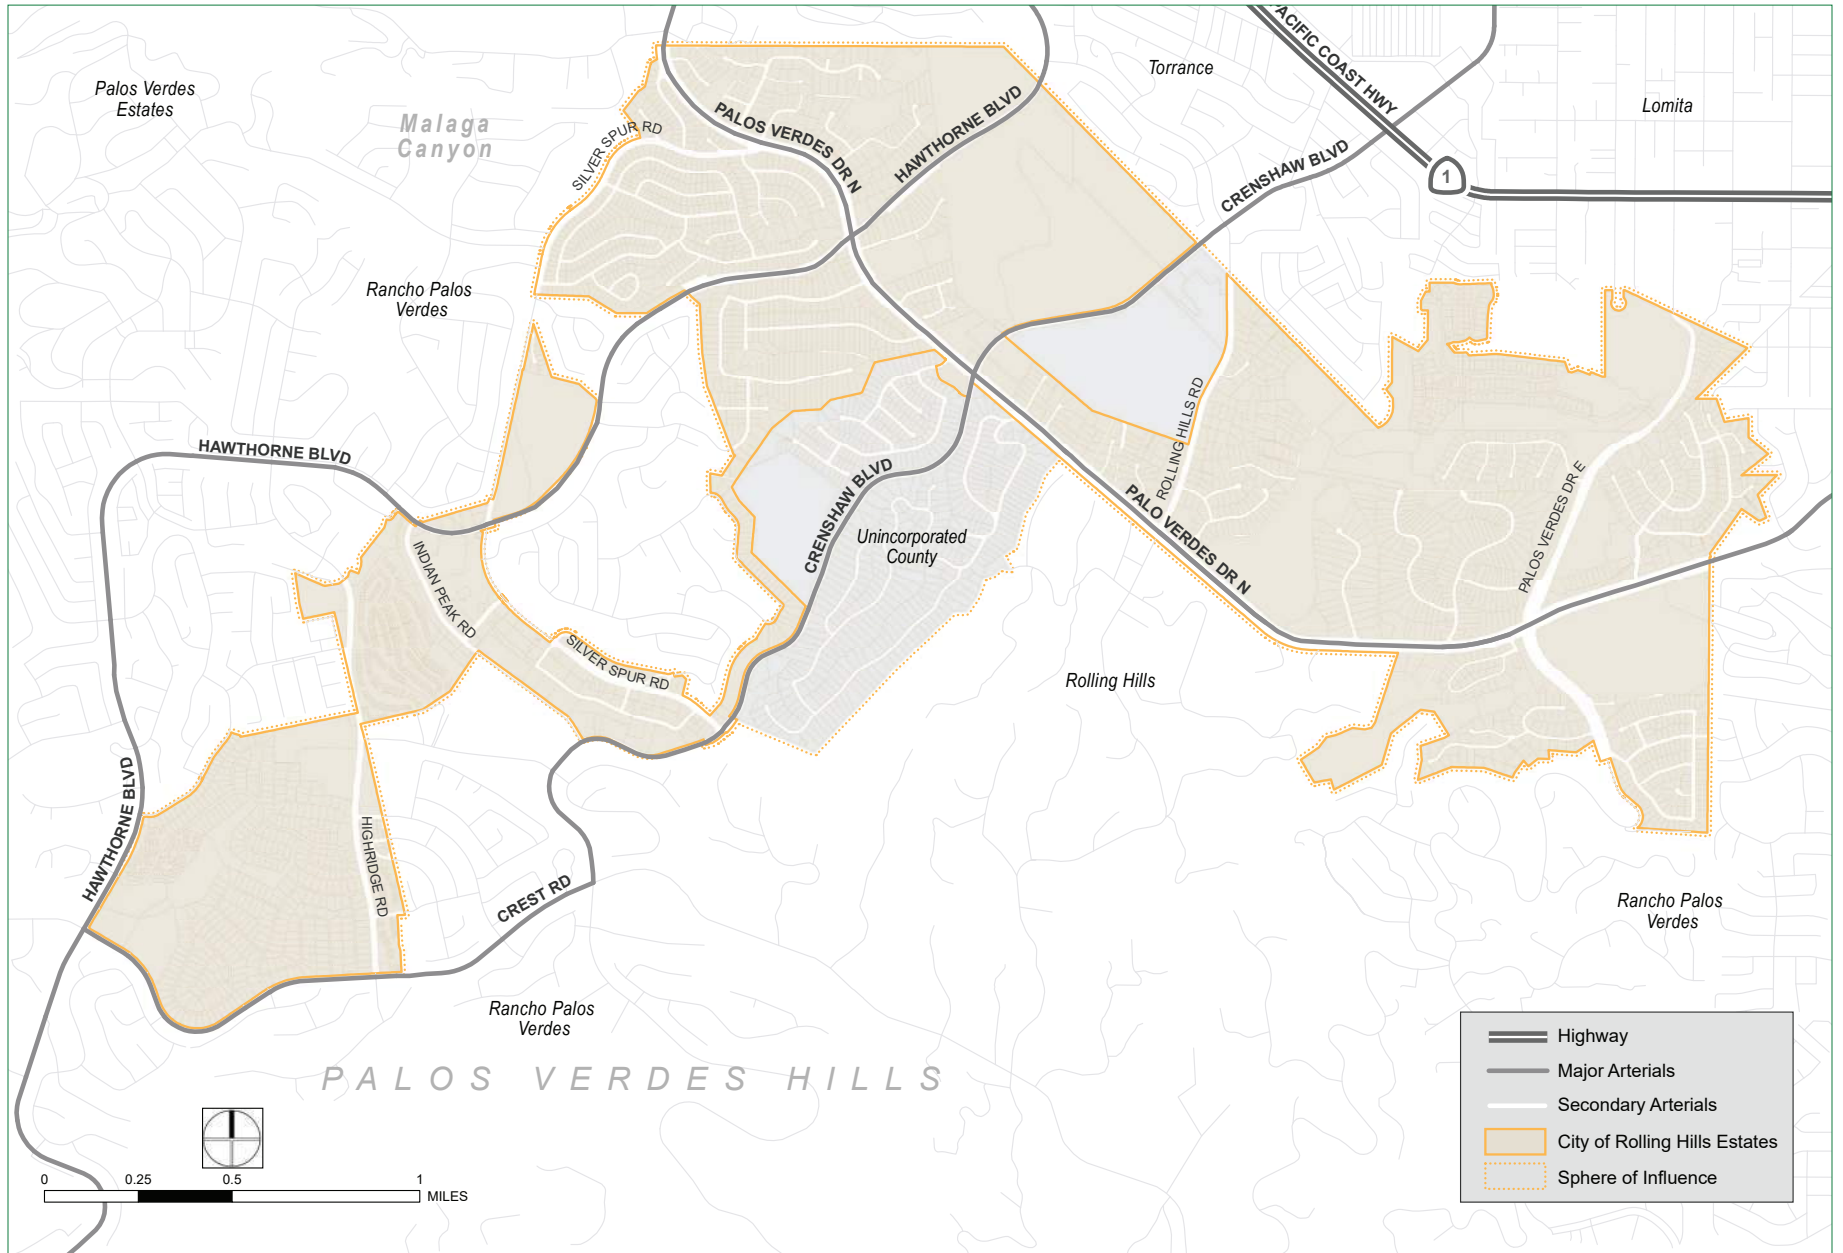 PACIFIC COAST HWY
Torrance
Lomita
Palos Verdes
Estates
Malaga
Canyon
SILVER SPUR RD
PALOS VERDES DR N
HAWTHORNE BLVD
CRENSHAW BLVD
1
Rancho Palos
Verdes
HAWTHORNE BLVD
ROLLING HILLS RD
CRENSHAW BLVD
Unincorporated
County
PALO VERDES DR N
PALOS VERDES DR E
INDIAN PEAK RD
SILVER SPUR RD
Rolling Hills
HAWTHORNE BLVD
HIGHRIDGE RD
CREST RD
Rancho Palos
Verdes
Rancho Palos
Verdes
PALOS VERDES HILLS
Highway
Major Arterials
Secondary Arterials
City of Rolling Hills Estates
Sphere of Influence
0 0.25 0.5 1
MILES